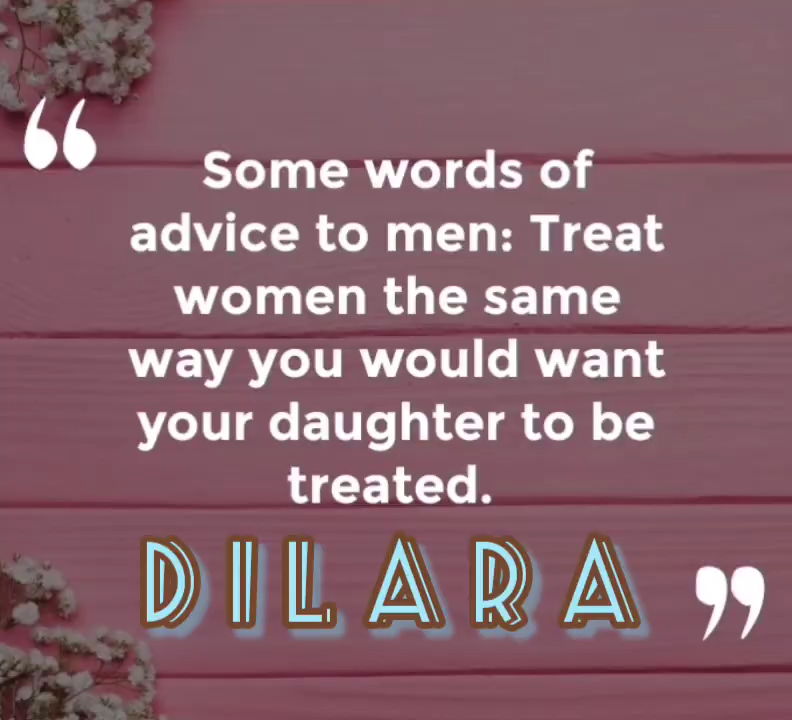 “
Some words of
advice to men: Treat
women the same
way you would want
your daughter to be
treated.
DILARA
”